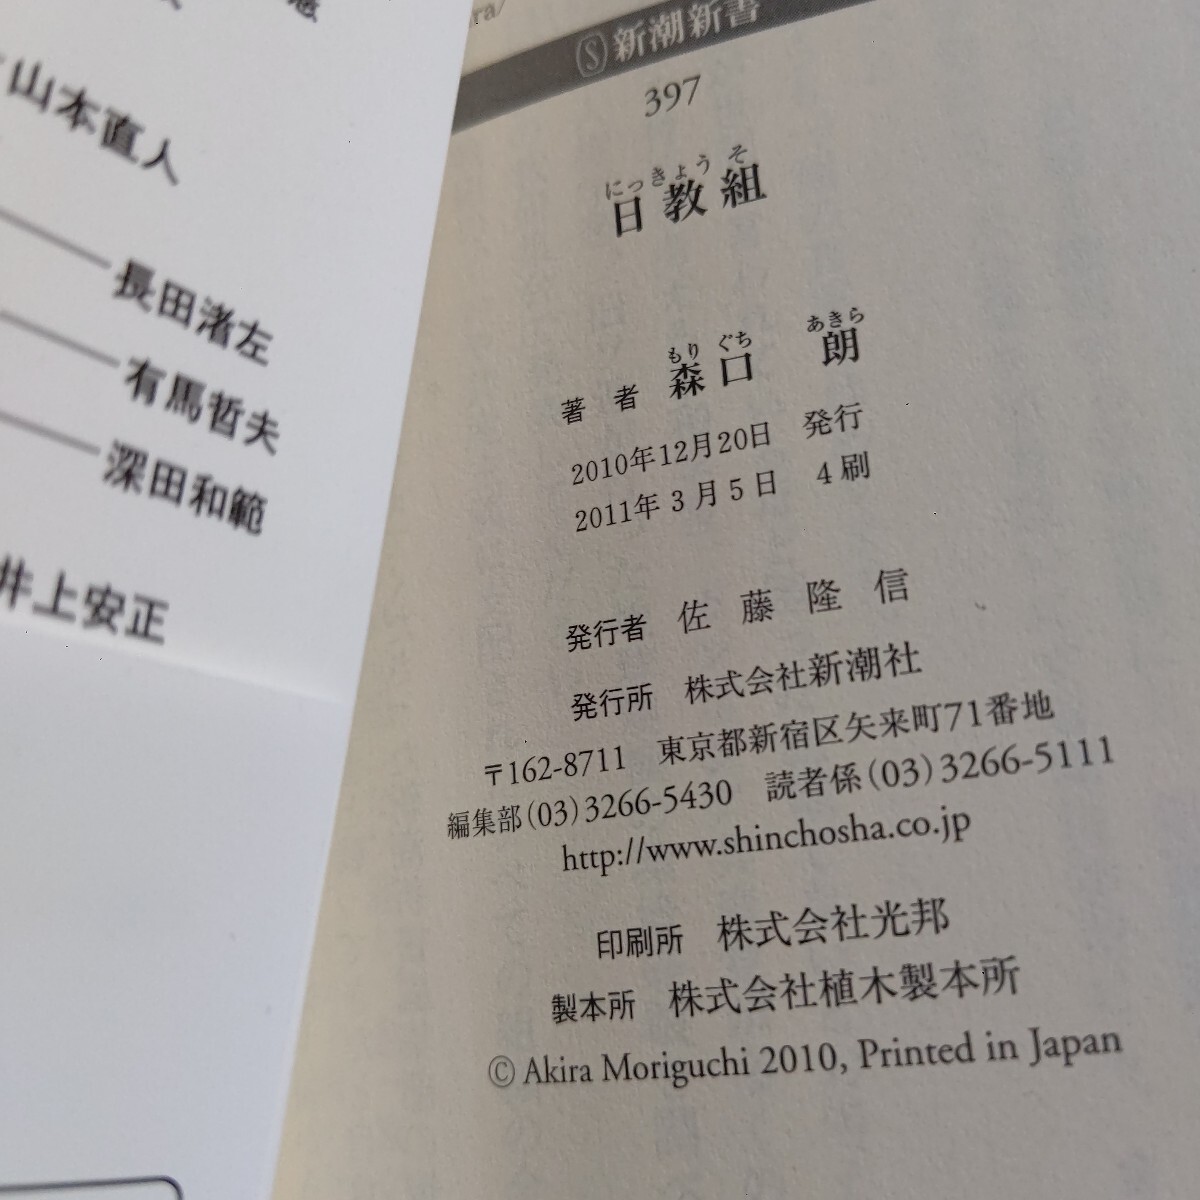 山本直人
長田渚左
有馬哲夫
深田和範
井上安正
Ⓢ新潮新書
397
にっきょうそ
日教組
もりぐち あきら
著者 森口 朗
2010年12月20日 発行
2011年3月5日 4刷
発行者 佐藤隆信
発行所 株式会社新潮社
〒162-8711 東京都新宿区矢来町71番地
編集部(03)3266-5430 読者係(03)3266-5111
http://www.shinchosha.co.jp
印刷所 株式会社光邦
製本所 株式会社植木製本所
© Akira Moriguchi 2010, Printed in Japan